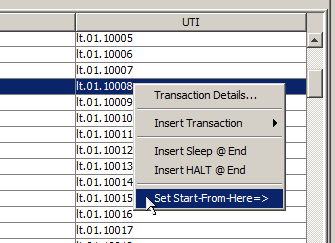 UTI
lt.01.10005
lt.01.10006
lt.01.10007
lt.01.10008
Transaction Details...
lt.01.10009
lt.01.10010
Insert Transaction
lt.01.10011
lt.01.10012
Insert Sleep @ End
lt.01.10013
Insert HALT @ End
lt.01.10014
lt.01.10015
Set Start-From-Here=>
lt.01.10016
lt.01.10017